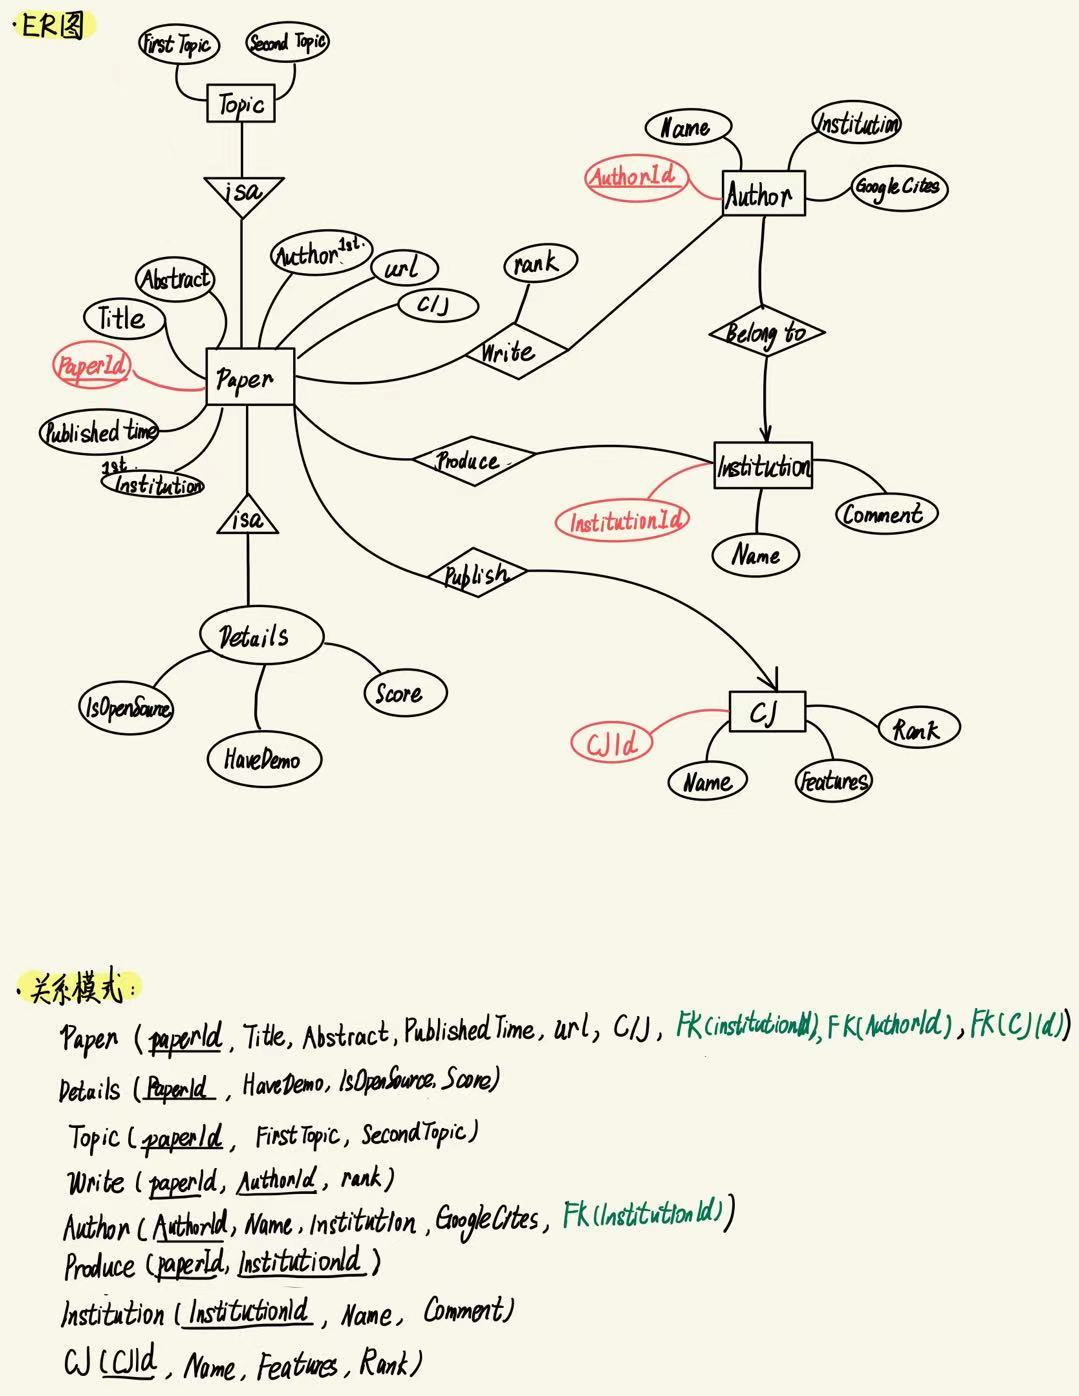 ·ER图
First Topic
Second Topic
Topic
isa
Name
Institution
AuthorId
Author
Google Cites
Abstract
Author 1st.
url
C/J
rank
Title
PaperId
Paper
Write
Belong to
Published time
1st.
Institution
Produce
Institution
isa
InstitutionId
Comment
Name
Publish
Details
IsOpenSource
Score
HaveDemo
CJId
CJ
Rank
Name
Features
·关系模式:
Paper (paperId, Title, Abstract, Published Time, url, C/J, FK(institutionId), FK(AuthorId), FK(CJId))
Details (PaperId, HaveDemo, IsOpenSource, Score)
Topic (paperId, FirstTopic, SecondTopic)
Write (paperId, AuthorId, rank)
Author (AuthorId, Name, Institution, GoogleCites, FK(InstitutionId))
Produce (paperId, InstitutionId)
Institution (InstitutionId, Name, Comment)
CJ (CJId, Name, Features, Rank)